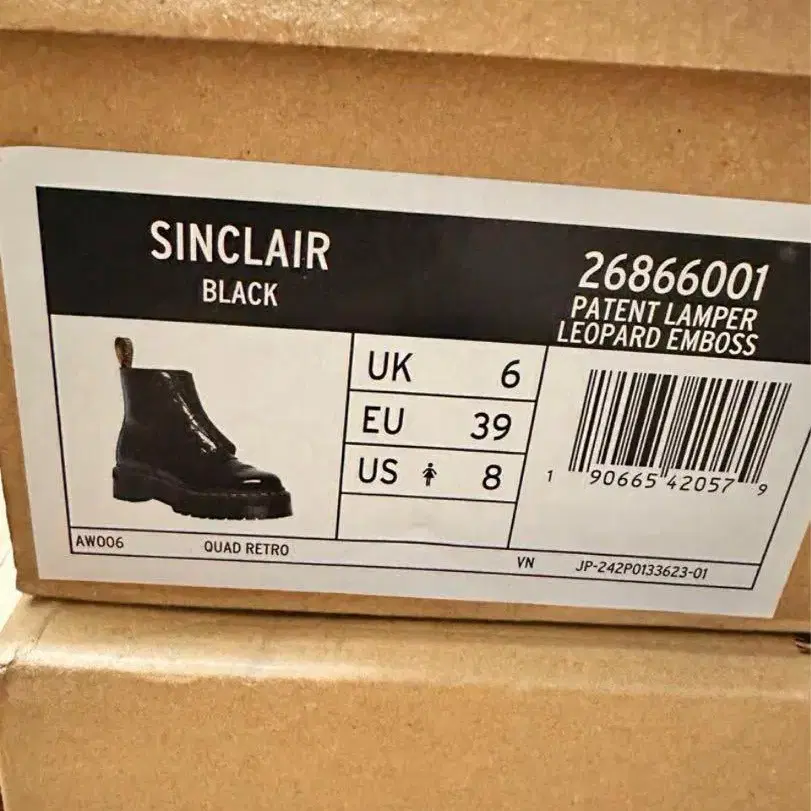 SINCLAIR
BLACK
26866001
PATENT LAMPER
LEOPARD EMBOSS
UK 6
EU 39
US 8
1 90665 42057 9
AW006
QUAD RETRO
VN
JP-242P0133623-01